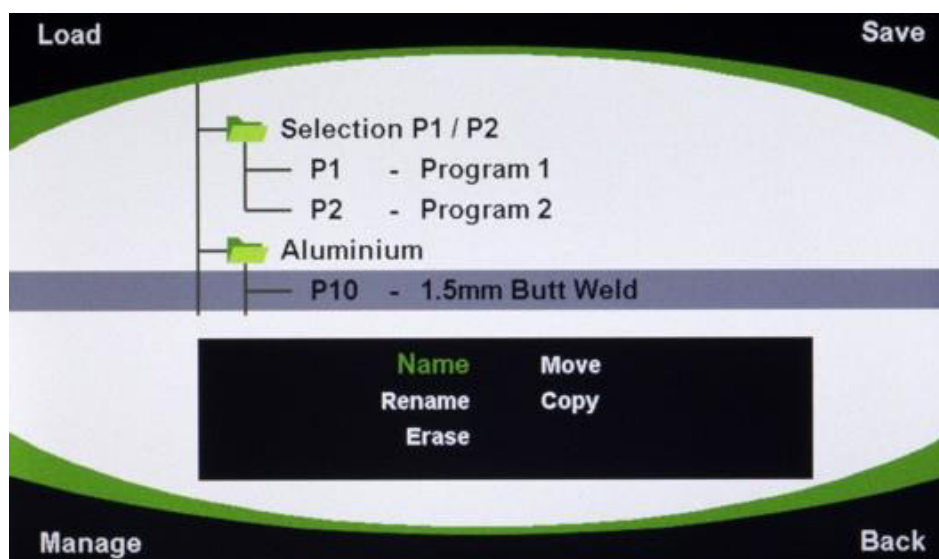 Load Save
Selection P1 / P2
P1 - Program 1
P2 - Program 2
Aluminium
P10 - 1.5mm Butt Weld
Name Move
Rename Copy
Erase
Manage Back